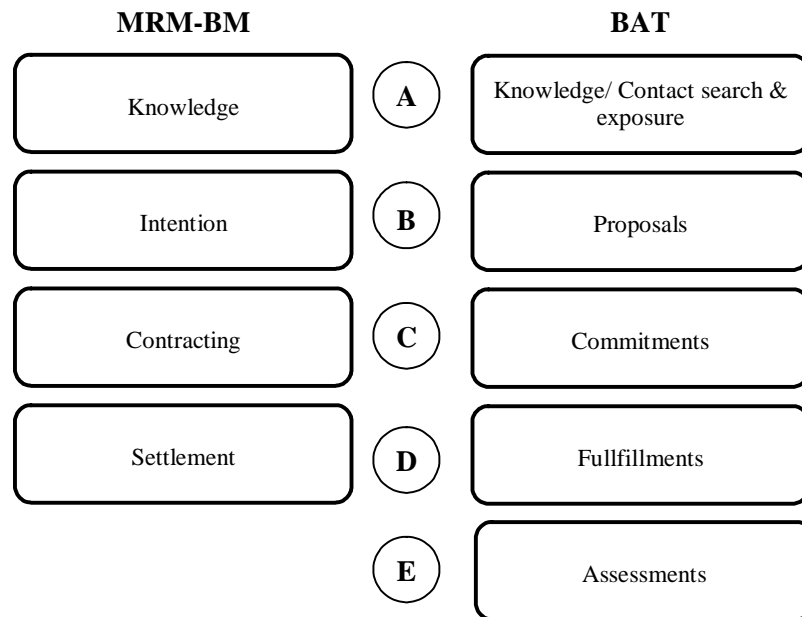 MRM-BM
BAT
Knowledge
A
Knowledge/ Contact search &
exposure
Intention
B
Proposals
Contracting
C
Commitments
Settlement
D
Fullfillments
E
Assessments